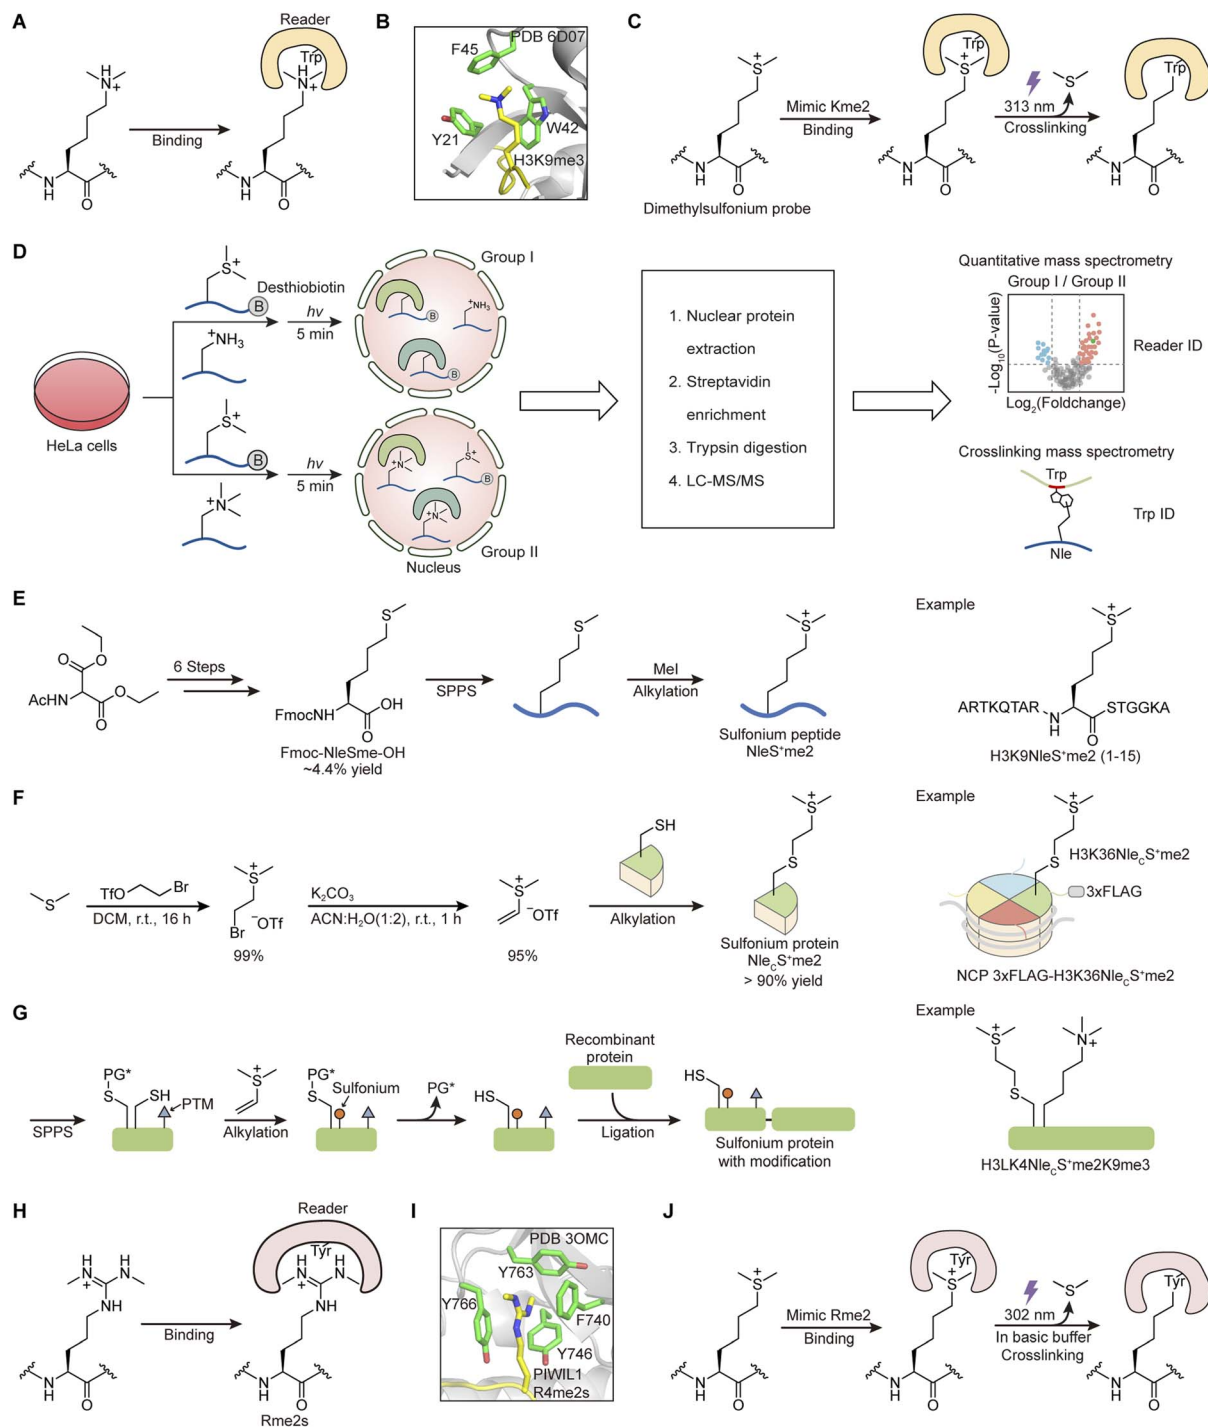 A
Reader
Trp
H
N
+
H
N
+
Binding
N
H
O
N
H
O
B
PDB 6D07
F45
Y21
W42
H3K9me3
C
S
+
Trp
S
+
S
Trp
Mimic Kme2
Binding
313 nm
Crosslinking
N
H
O
N
H
O
N
H
O
Dimethylsulfonium probe
D
HeLa cells
S
+
B
Desthiobiotin
+
NH3
hv
5 min
Group I
B
+
NH3
B
S
+
B
+
N
hv
5 min
+
N
S
+
B
+
N
Group II
Nucleus
1. Nuclear protein
extraction
2. Streptavidin
enrichment
3. Trypsin digestion
4. LC-MS/MS
Quantitative mass spectrometry
Group I / Group II
-Log10(P-value)
Log2(Foldchange)
Reader ID
Crosslinking mass spectrometry
Trp
Nle
Trp ID
E
O
O
AcHN
O
O
6 Steps
S
FmocHN
OH
O
Fmoc-NleSme-OH
~4.4% yield
SPPS
S
MeI
Alkylation
S
+
Sulfonium peptide
NleS+me2
Example
S
+
ARTKQTAR
N
H
O
STGGKA
H3K9NleS+me2 (1-15)
F
S
TfO
Br
DCM, r.t., 16 h
S
+
Br
−OTf
99%
K2CO3
ACN:H2O(1:2), r.t., 1 h
S
+
−OTf
95%
SH
Alkylation
S
+
S
Sulfonium protein
NlecS+me2
> 90% yield
Example
S
+
S
H3K36NlecS+me2
3xFLAG
NCP 3xFLAG-H3K36NlecS+me2
G
SPPS
PG*
S
SH
PTM
S
+
Alkylation
PG*
S
Sulfonium
PG*
HS
Recombinant
protein
Ligation
HS
Sulfonium protein
with modification
Example
S
+
S
N
+
H3LK4NlecS+me2K9me3
H
H
N
+
H
N
NH
N
H
O
Binding
Reader
Tyr
H
N
+
H
N
NH
N
H
O
Rme2s
I
PDB 3OMC
Y763
Y766
F740
Y746
PIWIL1
R4me2s
J
S
+
N
H
O
Mimic Rme2
Binding
Tyr
S
+
N
H
O
S
302 nm
In basic buffer
Crosslinking
Tyr
N
H
O